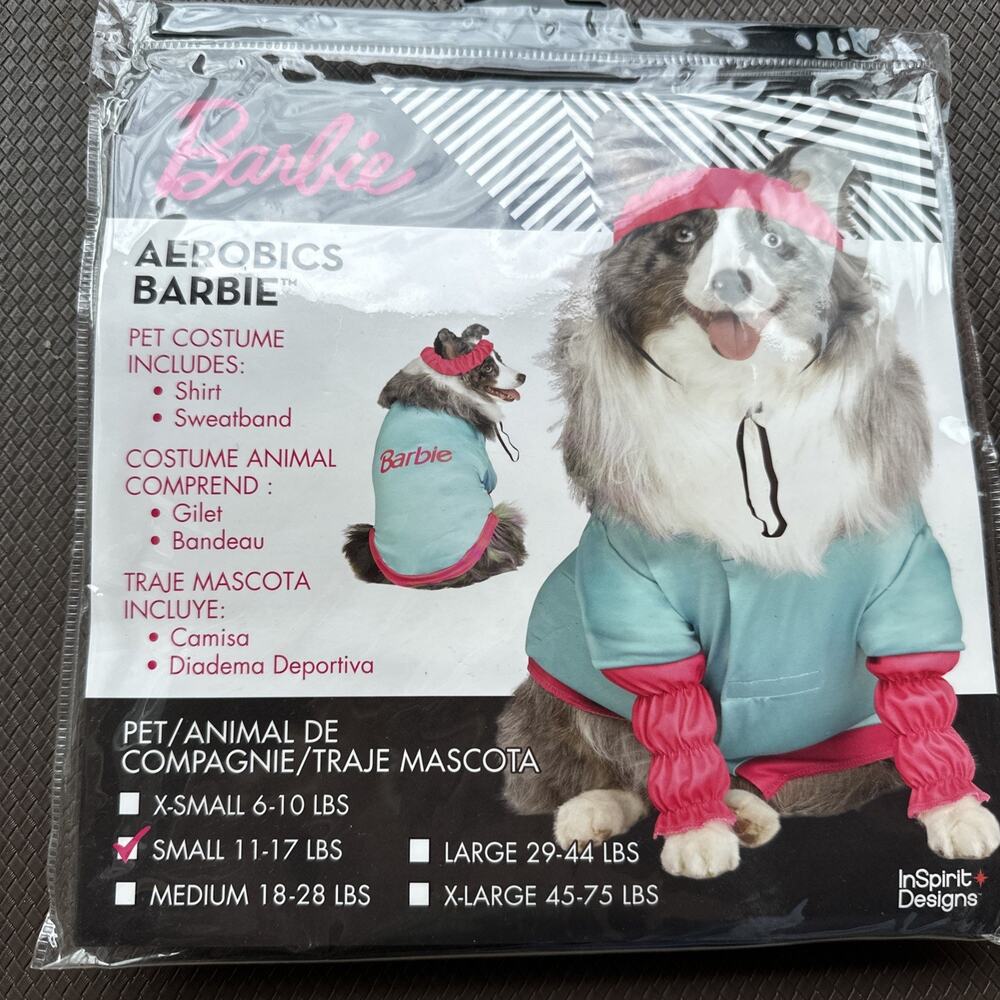 Barbie
AEROBICS
BARBIE™
PET COSTUME
INCLUDES:
• Shirt
• Sweatband
COSTUME ANIMAL
COMPREND :
• Gilet
• Bandeau
TRAJE MASCOTA
INCLUYE:
• Camisa
• Diadema Deportiva
Barbie
PET/ANIMAL DE
COMPAGNIE/TRAJE MASCOTA
X-SMALL 6-10 LBS
SMALL 11-17 LBS
MEDIUM 18-28 LBS
LARGE 29-44 LBS
X-LARGE 45-75 LBS
InSpirit
Designs